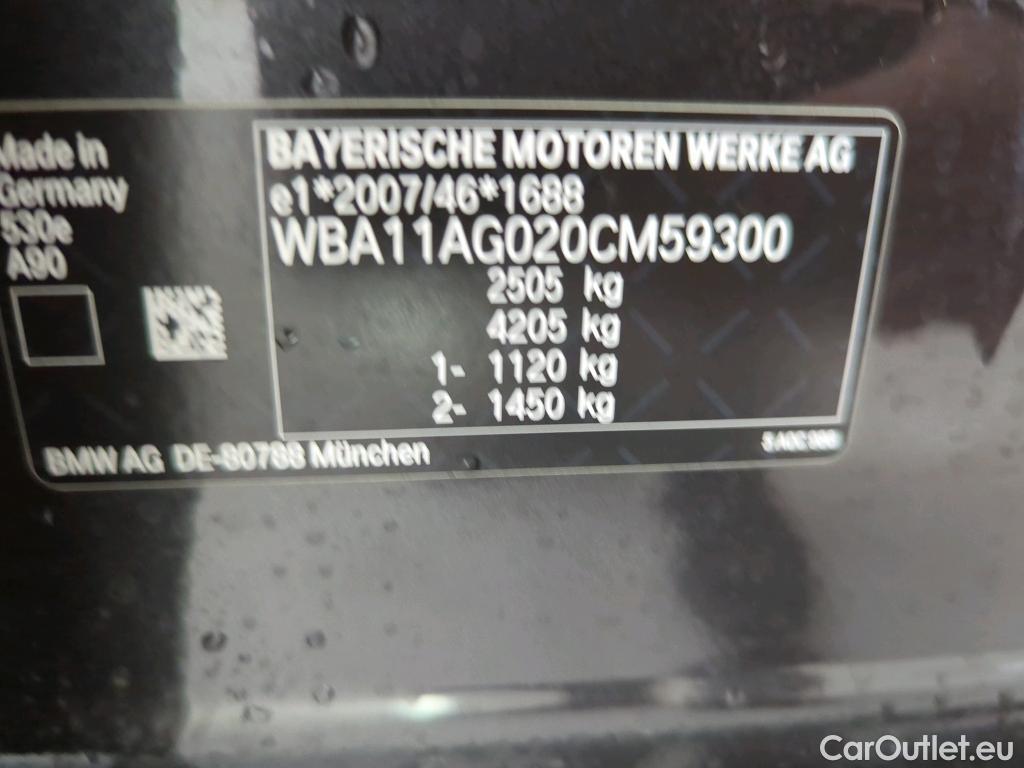 Made in
Germany
530e
A90
BAYERISCHE MOTOREN WERKE AG
e1*2007/46*1688
WBA11AG020CM59300
2505 kg
4205 kg
1- 1120 kg
2- 1450 kg
BMW AG DE-80788 München
CarOutlet.eu